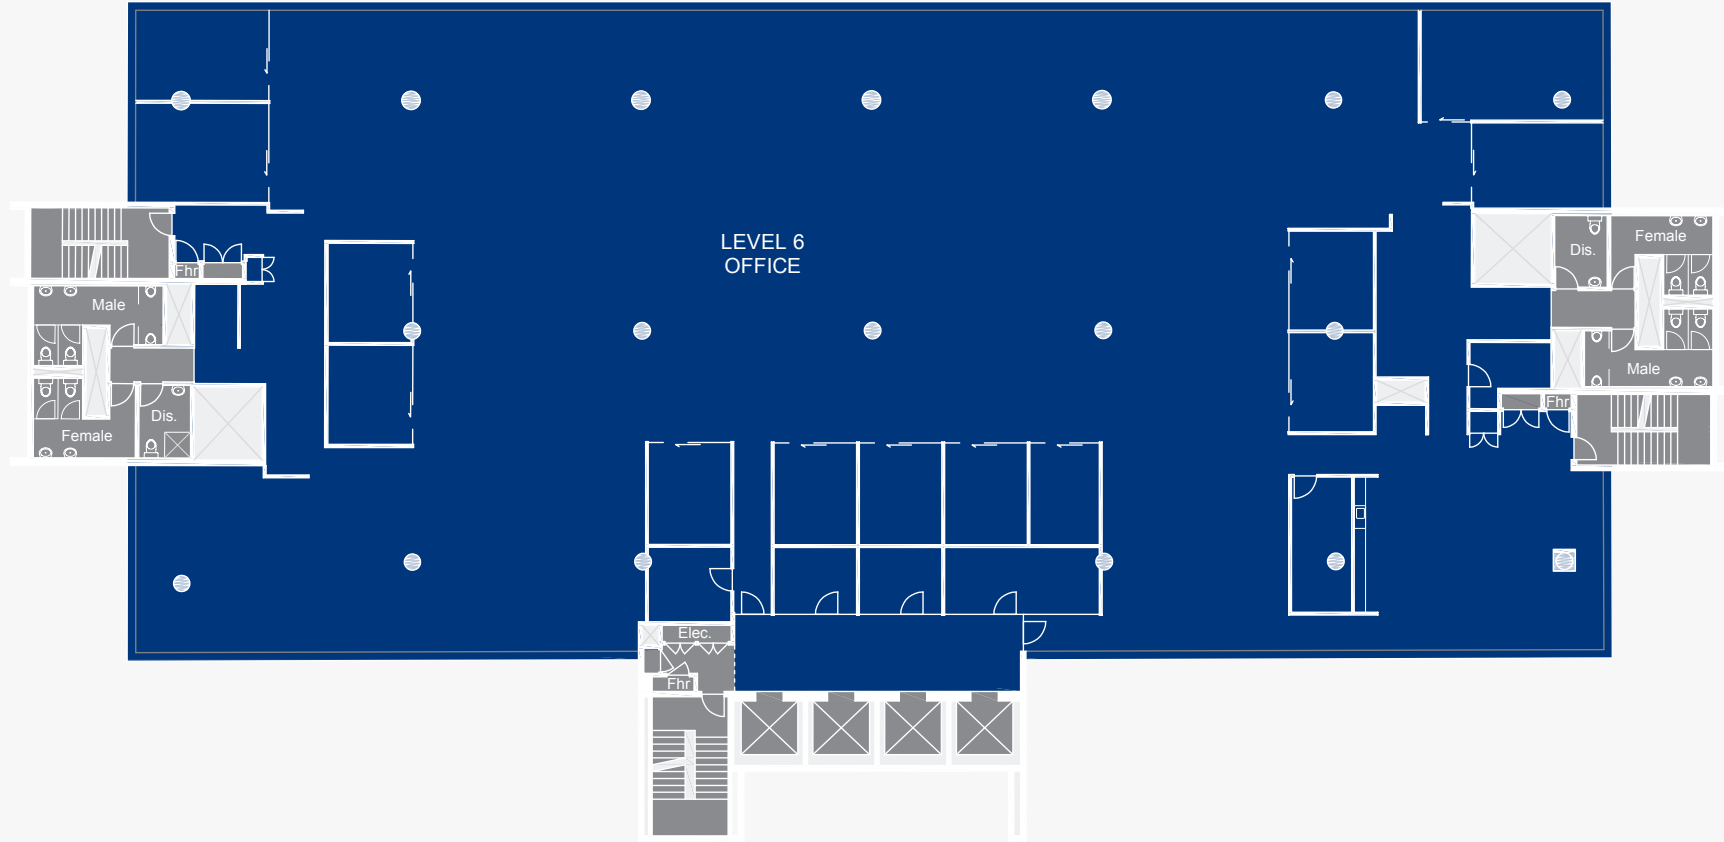 LEVEL 6
OFFICE
Fhr
Male
Dis.
Female
Dis.
Female
Male
Fhr
Elec.
Fhr